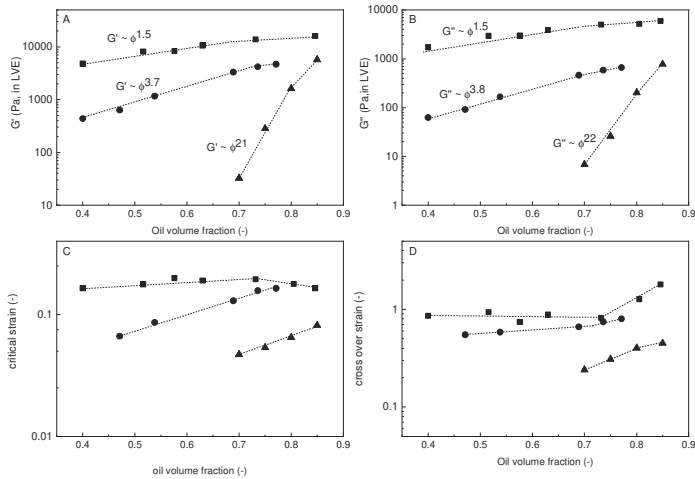 A
G' ~ ϕ1.5
G' ~ ϕ3.7
G' ~ ϕ21
G' (Pa, in LVE)
10000
1000
100
10
0.4 0.5 0.6 0.7 0.8 0.9
Oil volume fraction (-)
B
G'' ~ ϕ1.5
G'' ~ ϕ3.8
G'' ~ ϕ22
G'' (Pa,in LVE)
10000
1000
100
10
1
0.4 0.5 0.6 0.7 0.8 0.9
Oil volume fraction (-)
C
critical strain (-)
0.1
0.01
0.4 0.5 0.6 0.7 0.8 0.9
oil volume fraction (-)
D
cross over strain (-)
1
0.1
0.4 0.5 0.6 0.7 0.8 0.9
Oil volume fraction (-)